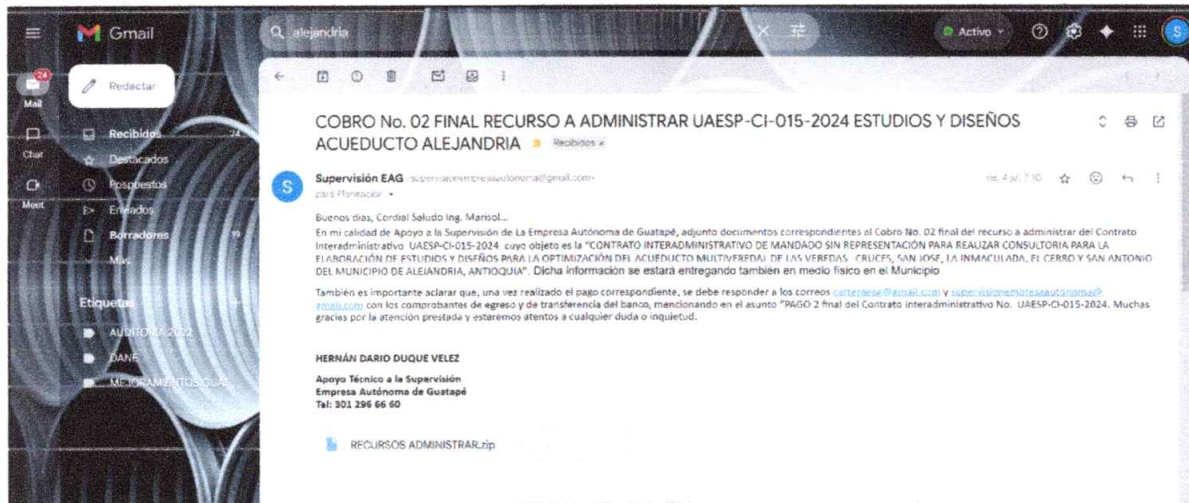 Gmail
alejandria
Activo
S
24
Mail
Redactar
Recibidos 24
Chat
Destacados
Pospuestos
Meet
Enviados
Borradores 19
Más
Etiquetas
AUDITORIA 2022
DANE
COBRO No. 02 FINAL RECURSO A ADMINISTRAR UAESP-CI-015-2024 ESTUDIOS Y DISEÑOS
ACUEDUCTO ALEJANDRIA Recibidos x
S
Supervisión EAG
para Planeación
vie, 4 jul, 7:10
Buenos dias, Cordial Saludo Ing. Marisol...
En mi calidad de Apoyo a la Supervisión de La Empresa Autónoma de Guatapé, adjunto documentos correspondientes al Cobro No. 02 final del recurso a administrar del Contrato
Interadministrativo UAESP-CI-015-2024 cuyo objeto es la "CONTRATO INTERADMINISTRATIVO DE MANDADO SIN REPRESENTACIÓN PARA REALIZAR CONSULTORIA PARA LA
ELABORACIÓN DE ESTUDIOS Y DISEÑOS PARA LA OPTIMIZACIÓN DEL ACUEDUCTO MULTIVEREDAL DE LAS VEREDAS CRUCES, SAN JOSE, LA INMACULADA, EL CERRO Y SAN ANTONIO
DEL MUNICIPIO DE ALEJANDRIA, ANTIOQUIA". Dicha información se estará entregando también en medio físico en el Municipio
También es importante aclarar que, una vez realizado el pago correspondiente, se debe responder a los correos y
gmail.com con los comprobantes de egreso y de transferencia del banco, mencionando en el asunto "PAGO 2 final del Contrato interadministrativo No. UAESP-CI-015-2024. Muchas
gracias por la atención prestada y estaremos atentos a cualquier duda o inquietud.
HERNÁN DARIO DUQUE VELEZ
Apoyo Técnico a la Supervisión
Empresa Autónoma de Guatapé
Tel: 301 296 66 60
RECURSOS ADMINISTRAR.zip